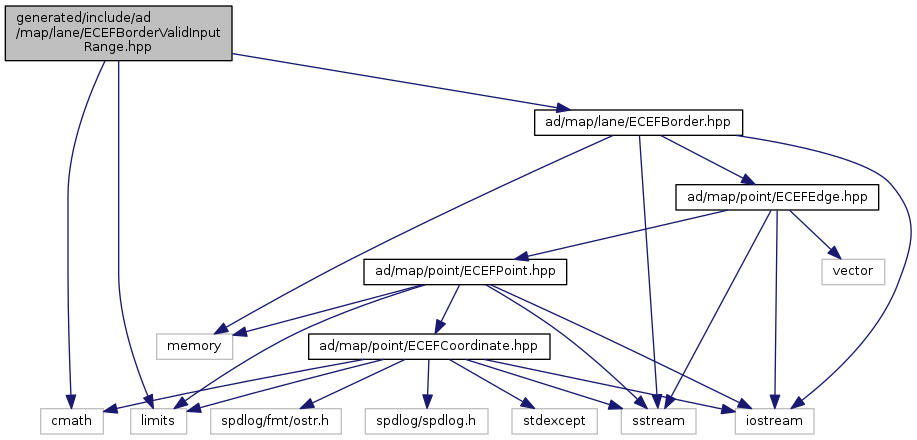 generated/include/ad
/map/lane/ECEFBorderValidInput
Range.hpp
ad/map/lane/ECEFBorder.hpp
ad/map/point/ECEFEdge.hpp
ad/map/point/ECEFPoint.hpp
vector
memory
ad/map/point/ECEFCoordinate.hpp
cmath
limits
spdlog/fmt/ostr.h
spdlog/spdlog.h
stdexcept
sstream
iostream